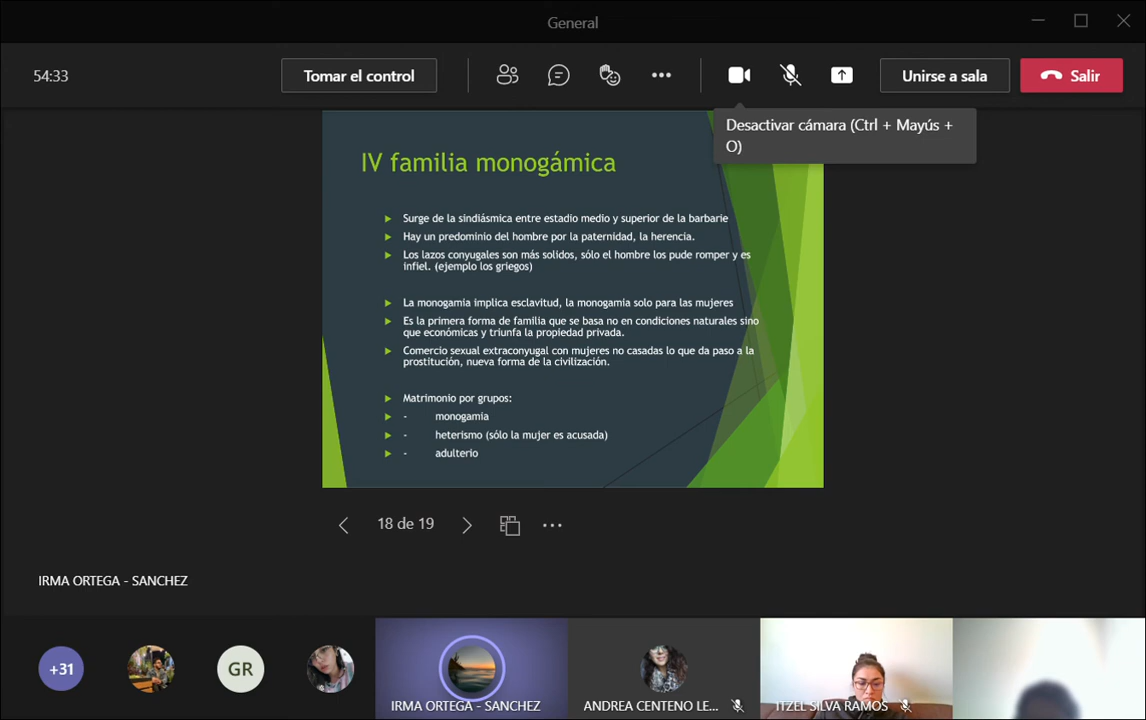 General
54:33
Tomar el control
Unirse a sala
Salir
Desactivar cámara (Ctrl + Mayús +
O)
IV familia monogámica
Surge de la sindiásmica entre estadio medio y superior de la barbarie
Hay un predominio del hombre por la paternidad, la herencia.
Los lazos conyugales son más solidos, sólo el hombre los pude romper y es
infiel. (ejemplo los griegos)
La monogamia implica esclavitud, la monogamia solo para las mujeres
Es la primera forma de familia que se basa no en condiciones naturales sino
que económicas y triunfa la propiedad privada.
Comercio sexual extraconyugal con mujeres no casadas lo que da paso a la
prostitución, nueva forma de la civilización.
Matrimonio por grupos:
- monogamia
- heterismo (sólo la mujer es acusada)
- adulterio
18 de 19
IRMA ORTEGA - SANCHEZ
+31
GR
IRMA ORTEGA - SANCHEZ
ANDREA CENTENO LE...
ITZEL SILVA RAMOS